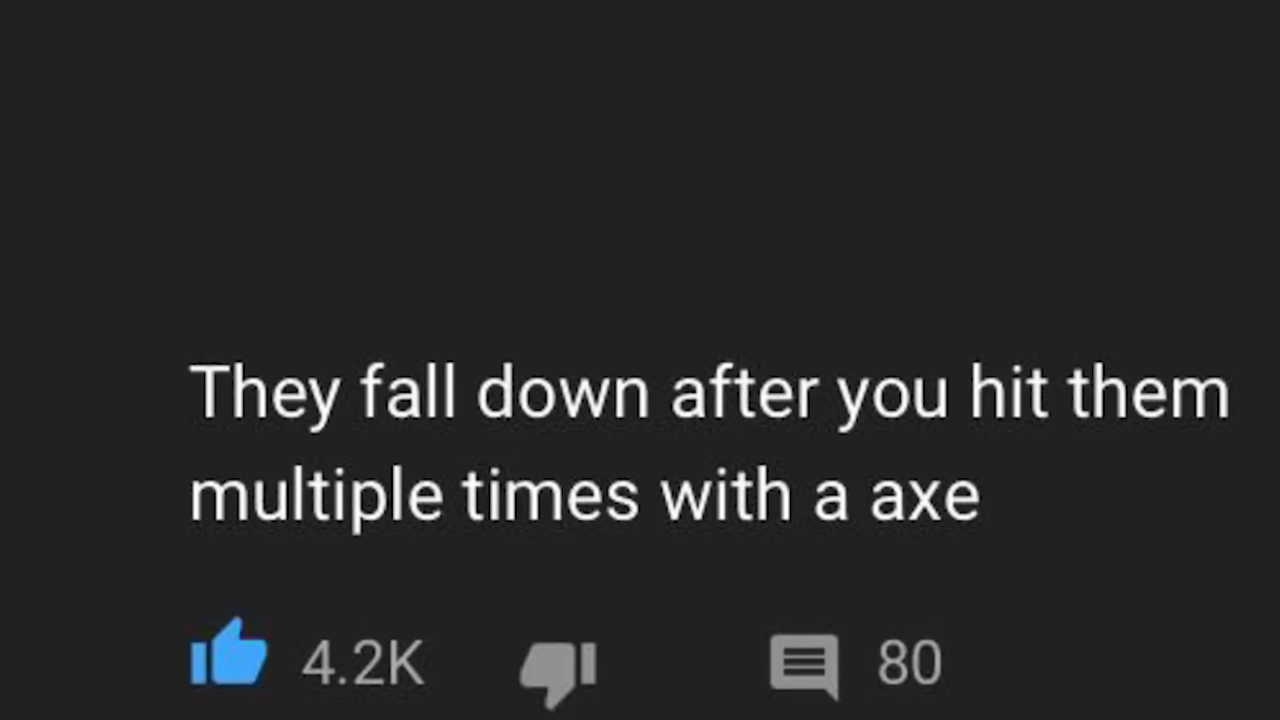 They fall down after you hit them
multiple times with a axe
4.2K 80